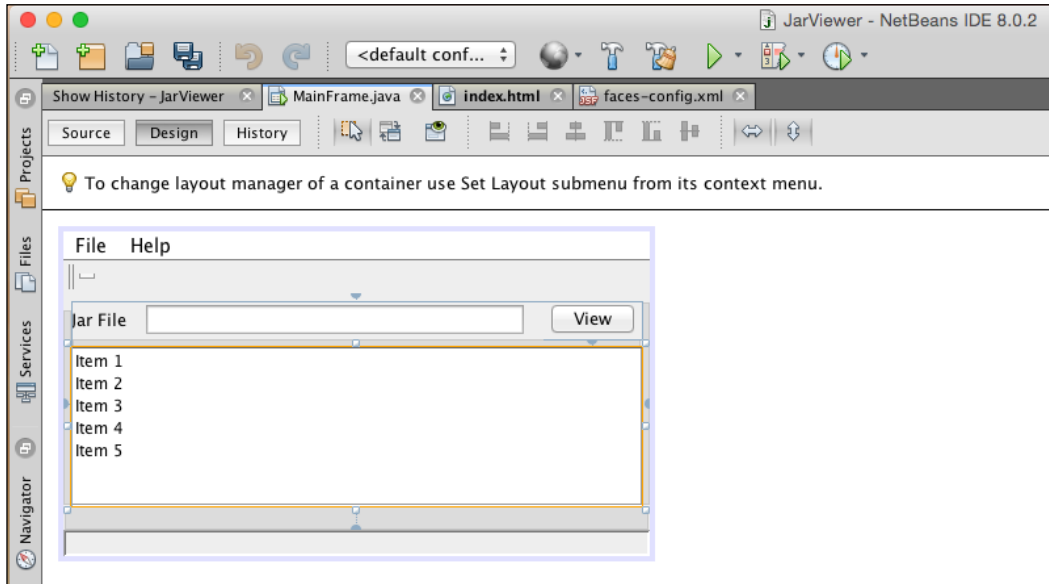 JarViewer - NetBeans IDE 8.0.2
<default conf...
Show History - JarViewer
MainFrame.java
index.html
faces-config.xml
Source
Design
History
To change layout manager of a container use Set Layout submenu from its context menu.
Projects
Files
Services
Navigator
File Help
Jar File
View
Item 1
Item 2
Item 3
Item 4
Item 5